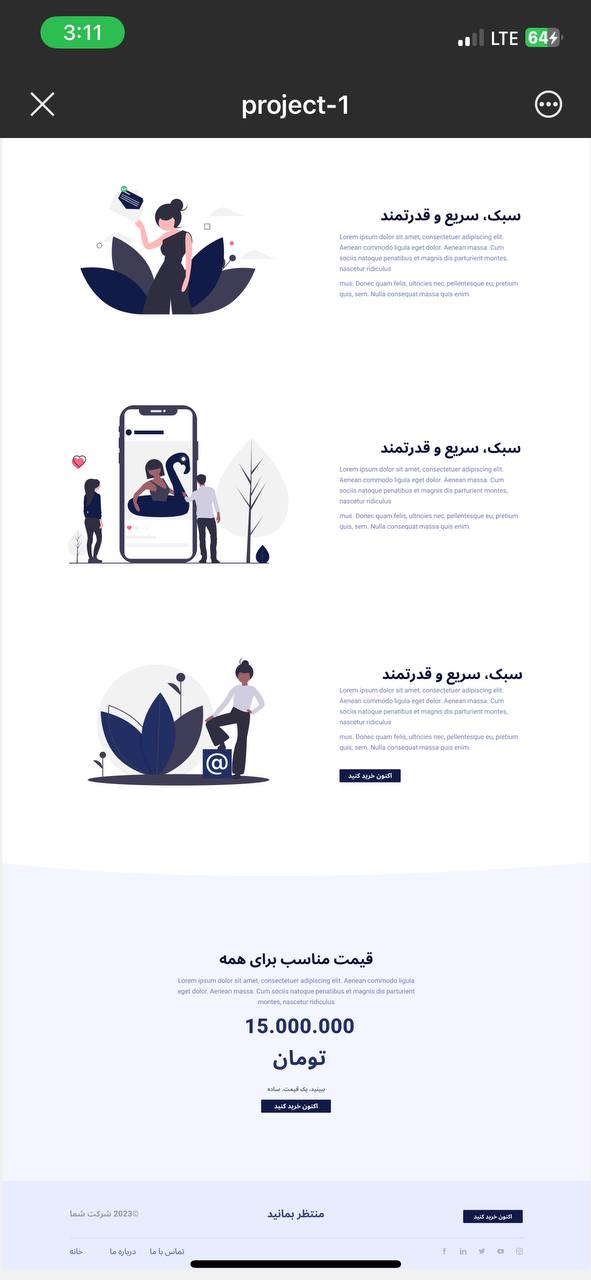 3:11
LTE 64
project-1
سبک، سریع و قدرتمند
Lorem ipsum dolor sit amet, consectetuer adipiscing elit.
Aenean commodo ligula eget dolor. Aenean massa. Cum
sociis natoque penatibus et magnis dis parturient montes,
nascetur ridiculus
mus. Donec quam felis, ultricies nec, pellentesque eu, pretium
quis, sem. Nulla consequat massa quis enim.
سبک، سریع و قدرتمند
Lorem ipsum dolor sit amet, consectetuer adipiscing elit.
Aenean commodo ligula eget dolor. Aenean massa. Cum
sociis natoque penatibus et magnis dis parturient montes,
nascetur ridiculus
mus. Donec quam felis, ultricies nec, pellentesque eu, pretium
quis, sem. Nulla consequat massa quis enim.
سبک، سریع و قدرتمند
Lorem ipsum dolor sit amet, consectetuer adipiscing elit.
Aenean commodo ligula eget dolor. Aenean massa. Cum
sociis natoque penatibus et magnis dis parturient montes,
nascetur ridiculus
mus. Donec quam felis, ultricies nec, pellentesque eu, pretium
quis, sem. Nulla consequat massa quis enim.
@
اکنون خرید کنید
قیمت مناسب برای همه
Lorem ipsum dolor sit amet, consectetuer adipiscing elit. Aenean commodo ligula
eget dolor. Aenean massa. Cum sociis natoque penatibus et magnis dis parturient
montes, nascetur ridiculus
15.000.000
تومان
ببینید، یک قیمت. ساده
اکنون خرید کنید
اکنون خرید کنید
منتظر بمانید
©2023 شرکت شما
تماس با ما
درباره ما
خانه